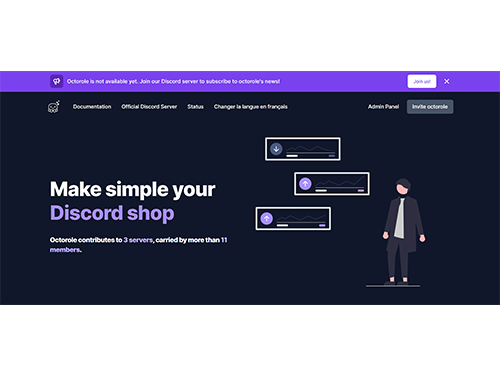 Octorole is not available yet. Join our Discord server to subscribe to octorole's news!
Join us!
Documentation
Official Discord Server
Status
Changer la langue en français
Admin Panel
Invite octorole
Make simple your
Discord shop
Octorole contributes to 3 servers, carried by more than 11
members.